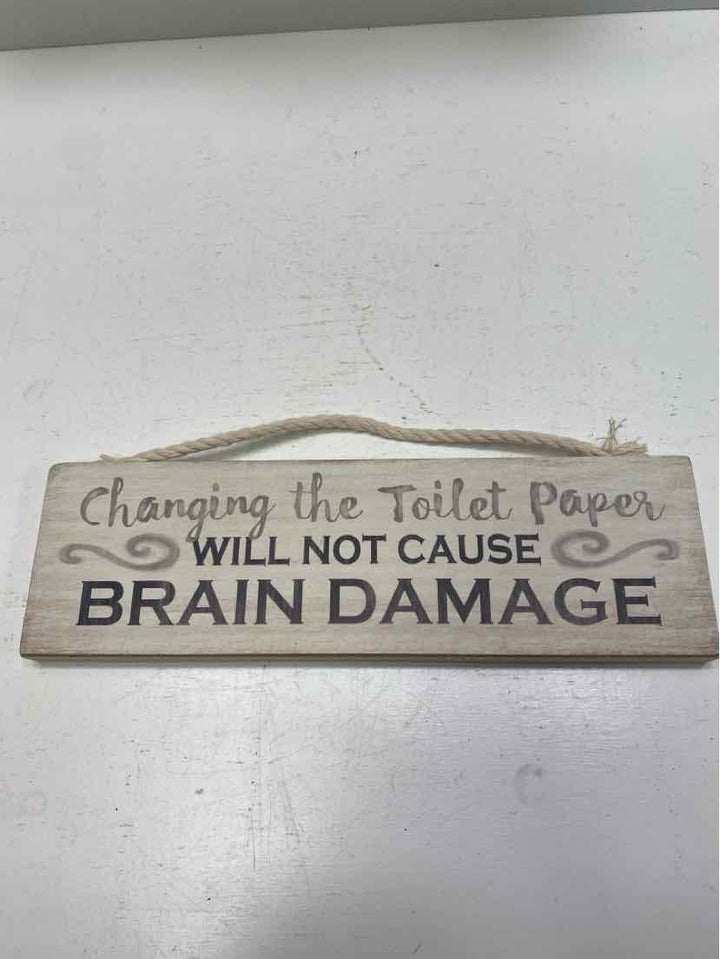 Changing the Toilet Paper
WILL NOT CAUSE
BRAIN DAMAGE